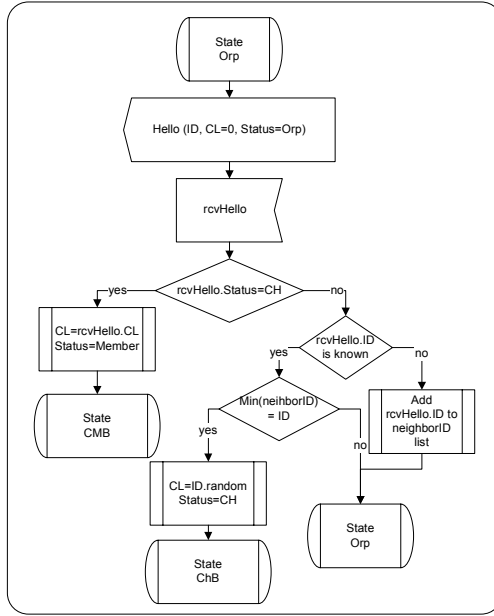 State
Orp
Hello (ID, CL=0, Status=Orp)
rcvHello
rcvHello.Status=CH
yes
no
CL=rcvHello.CL
Status=Member
rcvHello.ID
is known
State
CMB
yes
no
Min(neihborID)
= ID
Add
rcvHello.ID to
neighborID
list
yes
no
CL=ID.random
Status=CH
State
Orp
State
ChB